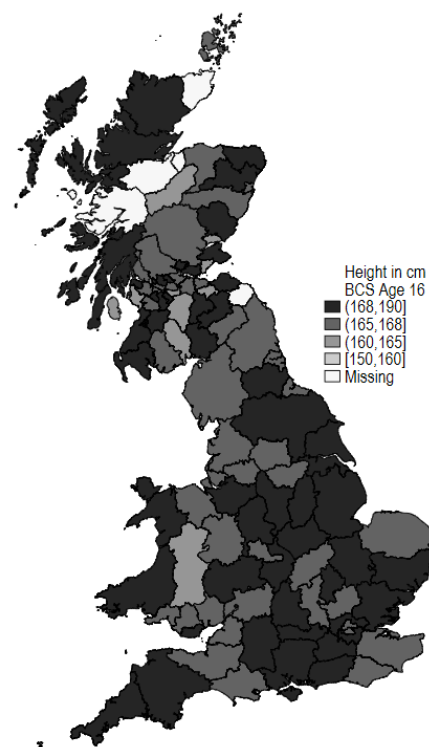 Height in cm
BCS Age 16
(168,190]
(165,168]
(160,165]
[150,160]
Missing